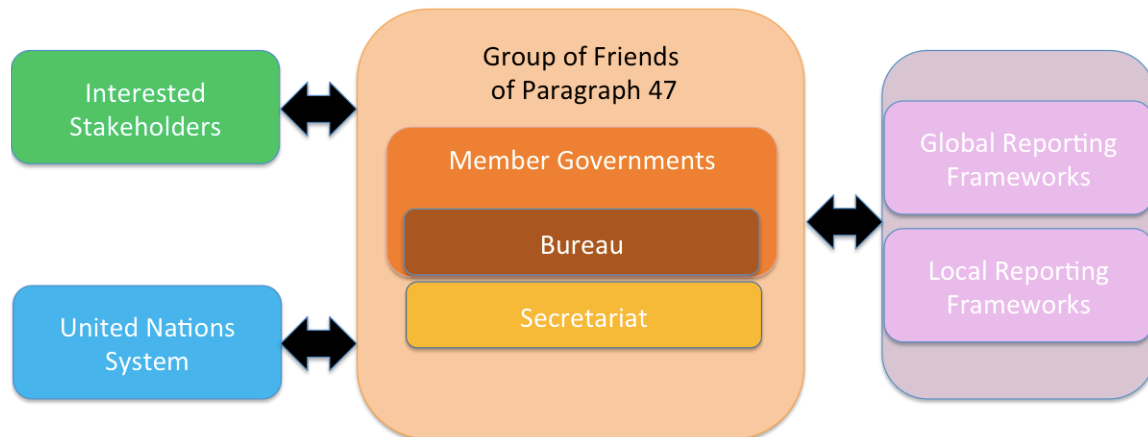 Interested
Stakeholders
United Nations
System
Group of Friends
of Paragraph 47
Member Governments
Bureau
Secretariat
Global Reporting
Frameworks
Local Reporting
Frameworks